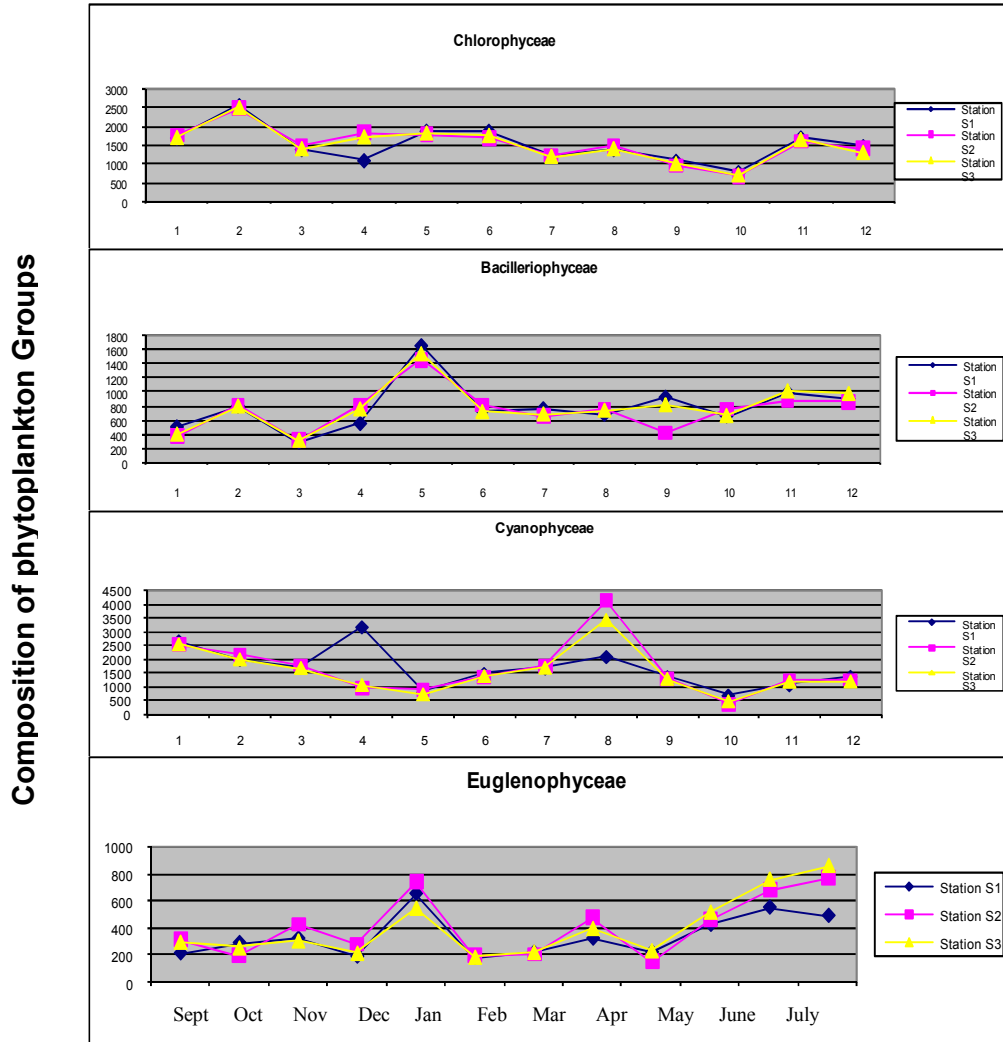 Composition of phytoplankton Groups
Chlorophyceae
3000
2500
2000
1500
1000
500
0
1 2 3 4 5 6 7 8 9 10 11 12
Station
S1
Station
S2
Station
S3
Bacilleriophyceae
1800
1600
1400
1200
1000
800
600
400
200
0
1 2 3 4 5 6 7 8 9 10 11 12
Station
S1
Station
S2
Station
S3
Cyanophyceae
4500
4000
3500
3000
2500
2000
1500
1000
500
0
1 2 3 4 5 6 7 8 9 10 11 12
Station
S1
Station
S2
Station
S3
Euglenophyceae
1000
800
600
400
200
0
Sept Oct Nov Dec Jan Feb Mar Apr May June July
Station S1
Station S2
Station S3